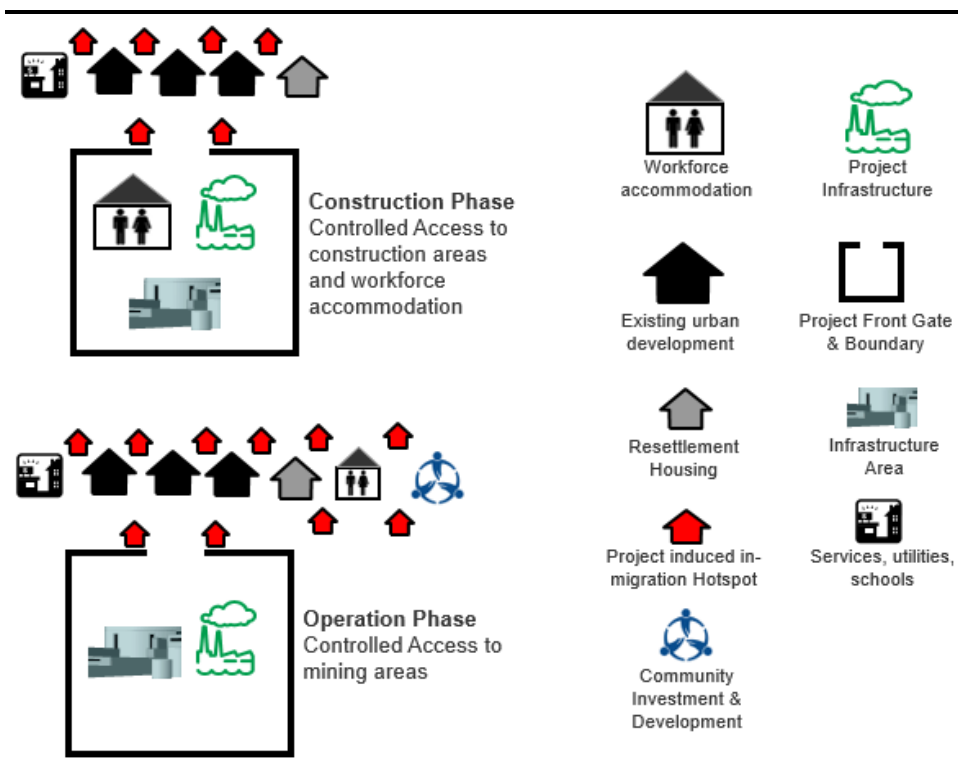 Construction Phase
Controlled Access to
construction areas
and workforce
accommodation
Operation Phase
Controlled Access to
mining areas
Workforce
accommodation
Project
Infrastructure
Existing urban
development
Project Front Gate
& Boundary
Resettlement
Housing
Infrastructure
Area
Project induced in-
migration Hotspot
Services, utilities,
schools
Community
Investment &
Development